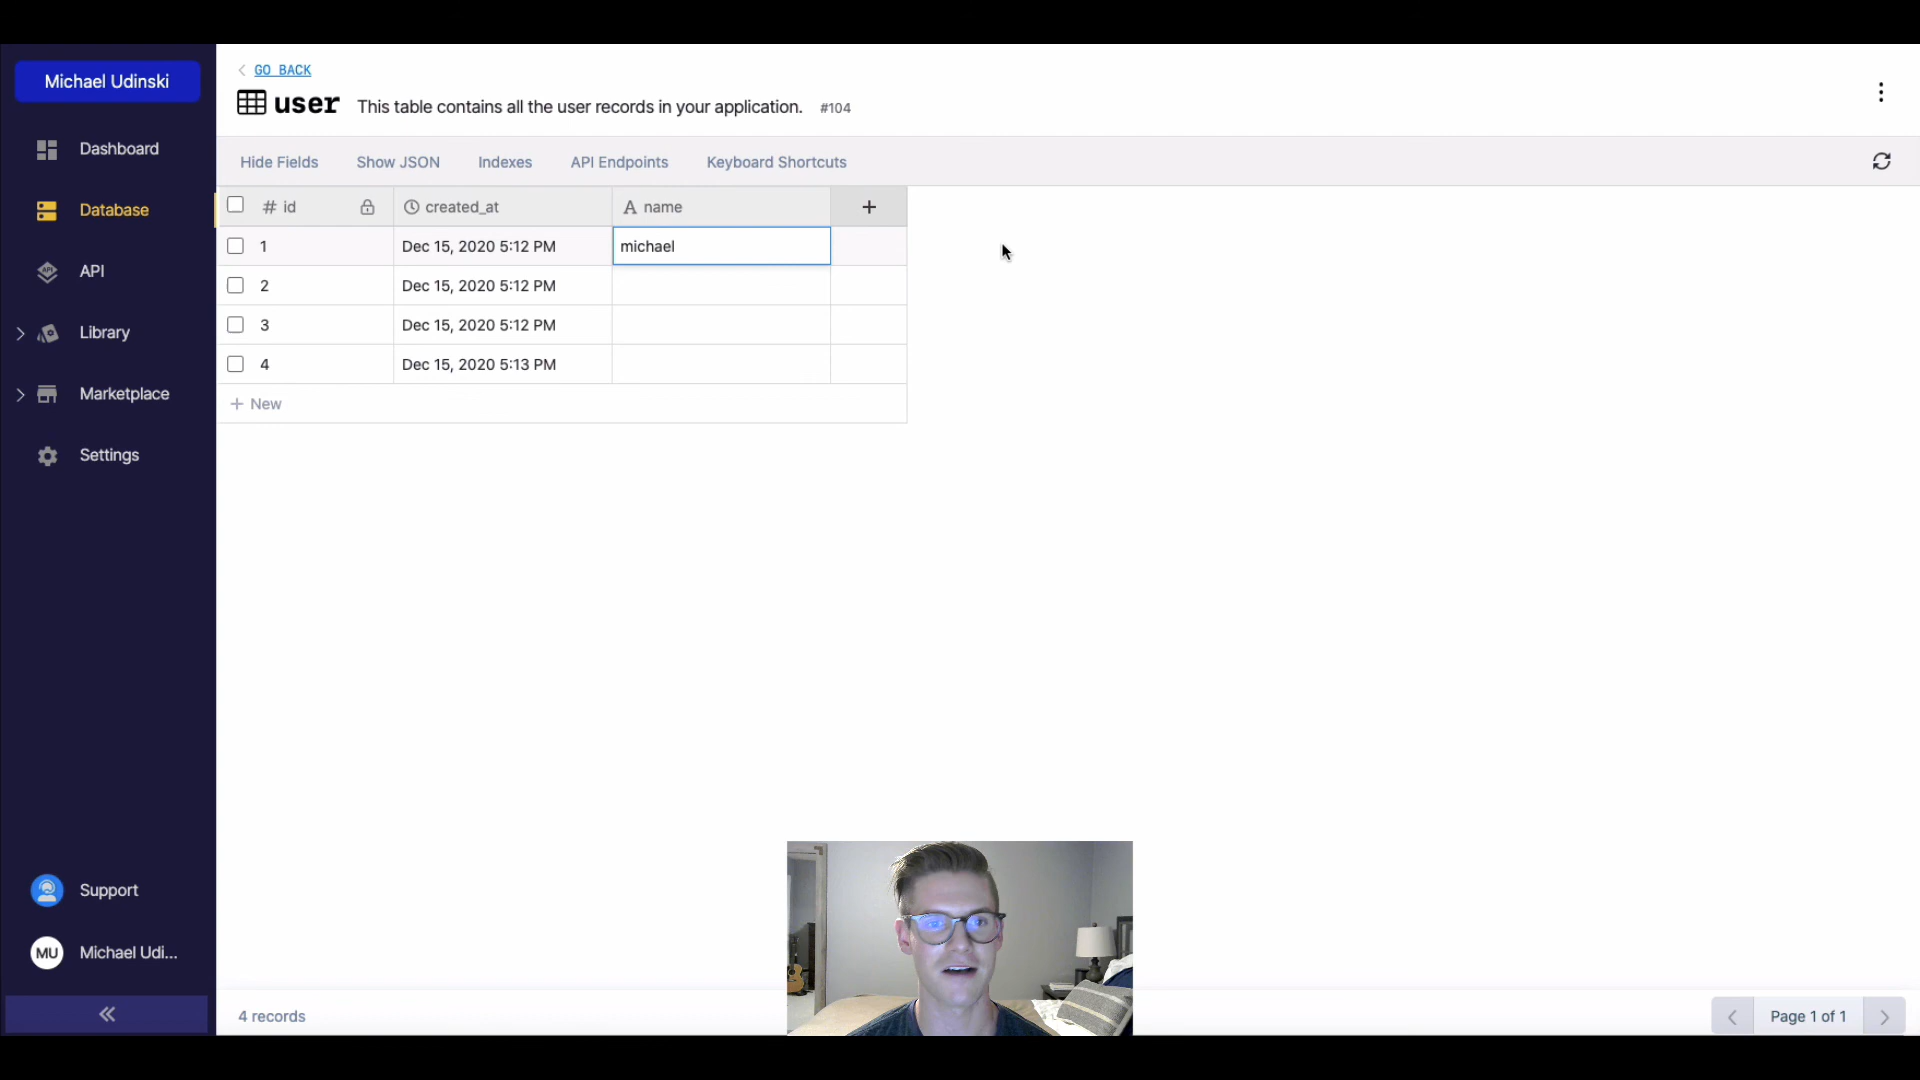 Michael Udinski
Dashboard
Database
API
Library
Marketplace
Settings
Support
MU Michael Udi...
GO BACK
user This table contains all the user records in your application. #104
Hide Fields Show JSON Indexes API Endpoints Keyboard Shortcuts
# id created_at A name +
1 Dec 15, 2020 5:12 PM michael
2 Dec 15, 2020 5:12 PM
3 Dec 15, 2020 5:12 PM
4 Dec 15, 2020 5:13 PM
+ New
4 records
Page 1 of 1